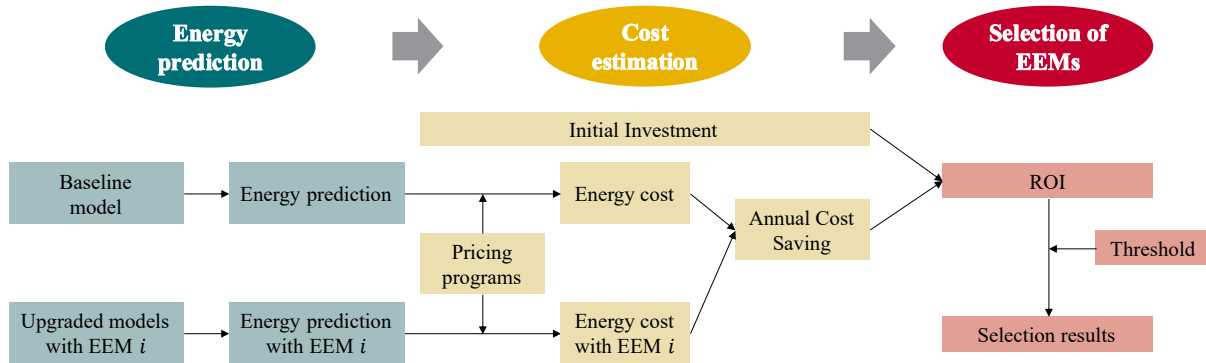 Energy
prediction
Cost
estimation
Selection of
EEMs
Initial Investment
Baseline
model
Energy prediction
Energy cost
ROI
Annual Cost
Saving
Pricing
programs
Threshold
Upgraded models
with EEM i
Energy prediction
with EEM i
Energy cost
with EEM i
Selection results